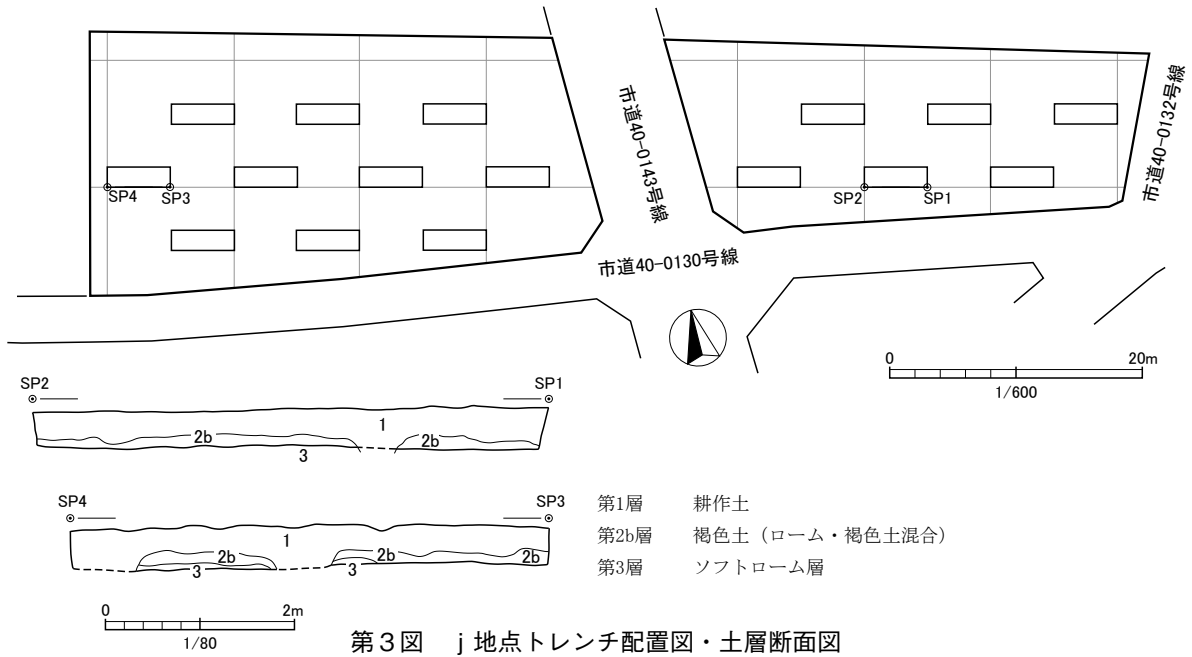 市道40-0143号線
市道40-0132号線
SP4
SP3
SP2
SP1
市道40-0130号線
0
20m
1/600
SP2
SP1
1
2b
2b
3
SP4
SP3
1
2b
2b
2b
3
3
第1層 耕作土
第2b層 褐色土（ローム・褐色土混合）
第3層 ソフトローム層
0
2m
1/80
第３図 ｊ地点トレンチ配置図・土層断面図